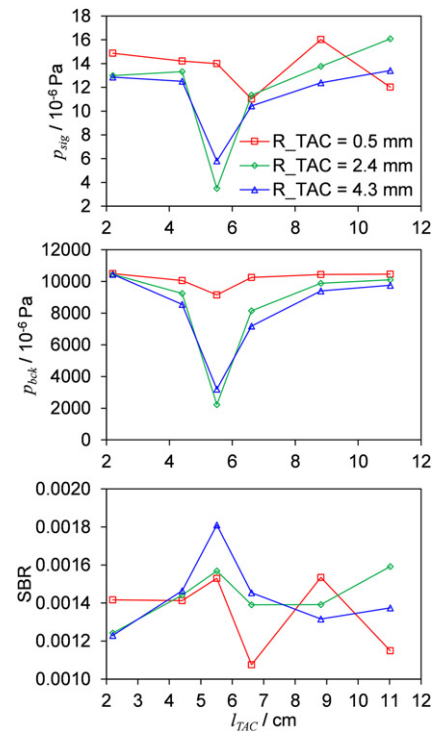 18
16
14
12
10
8
6
4
2
p_sig / 10⁻⁶ Pa
R_TAC = 0.5 mm
R_TAC = 2.4 mm
R_TAC = 4.3 mm
2 4 6 8 10 12
12000
10000
8000
6000
4000
2000
0
p_bck / 10⁻⁶ Pa
2 4 6 8 10 12
0.0020
0.0018
0.0016
0.0014
0.0012
0.0010
SBR
2 3 4 5 6 7 8 9 10 11 12
l_TAC / cm